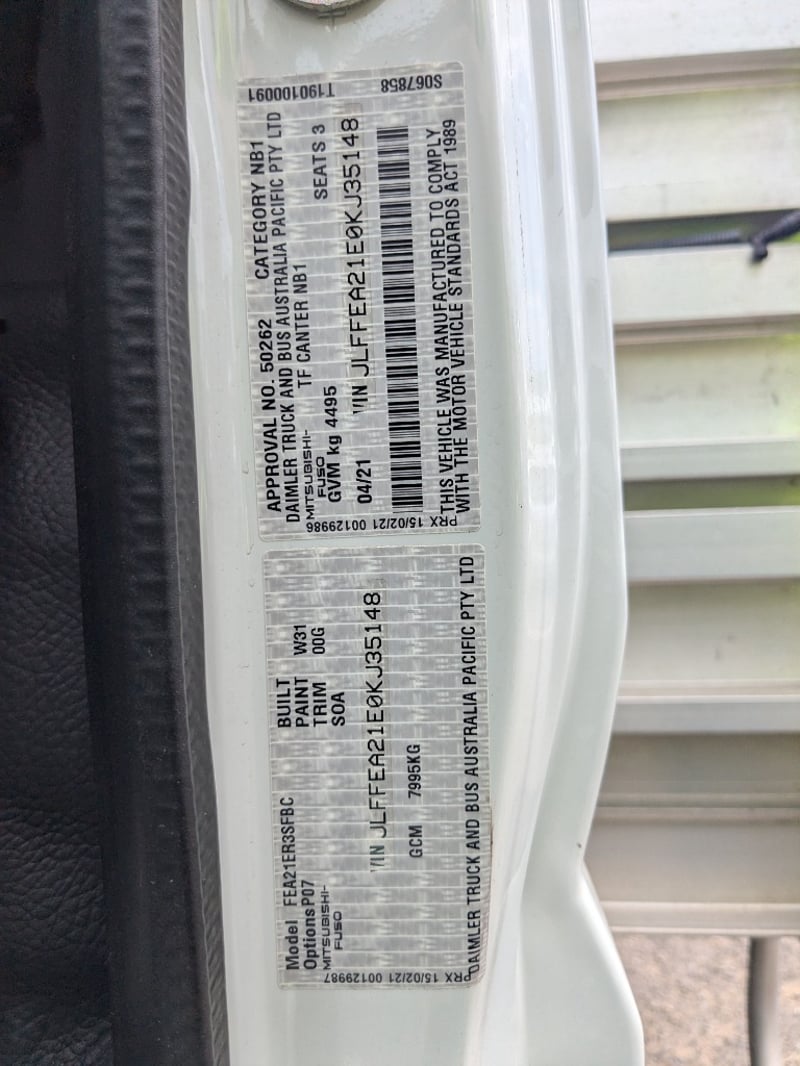 APPROVAL NO. 50262 CATEGORY NB1
DAIMLER TRUCK AND BUS AUSTRALIA PACIFIC PTY LTD
MITSUBISHI- TF CANTER NB1
FUSO
GVM kg 4495 SEATS 3
04/21 VIN JLFFEA21E0KJ35148
THIS VEHICLE WAS MANUFACTURED TO COMPLY
WITH THE MOTOR VEHICLE STANDARDS ACT 1989
T190100091
S067858
PRX 15/02/21 00129986
Model FEA21ER3SFBC BUILT
Options P07 PAINT W31
MITSUBISHI- TRIM 00G
FUSO SOA
VIN JLFFEA21E0KJ35148
GCM 7995KG
DAIMLER TRUCK AND BUS AUSTRALIA PACIFIC PTY LTD
PRX 15/02/21 00129987